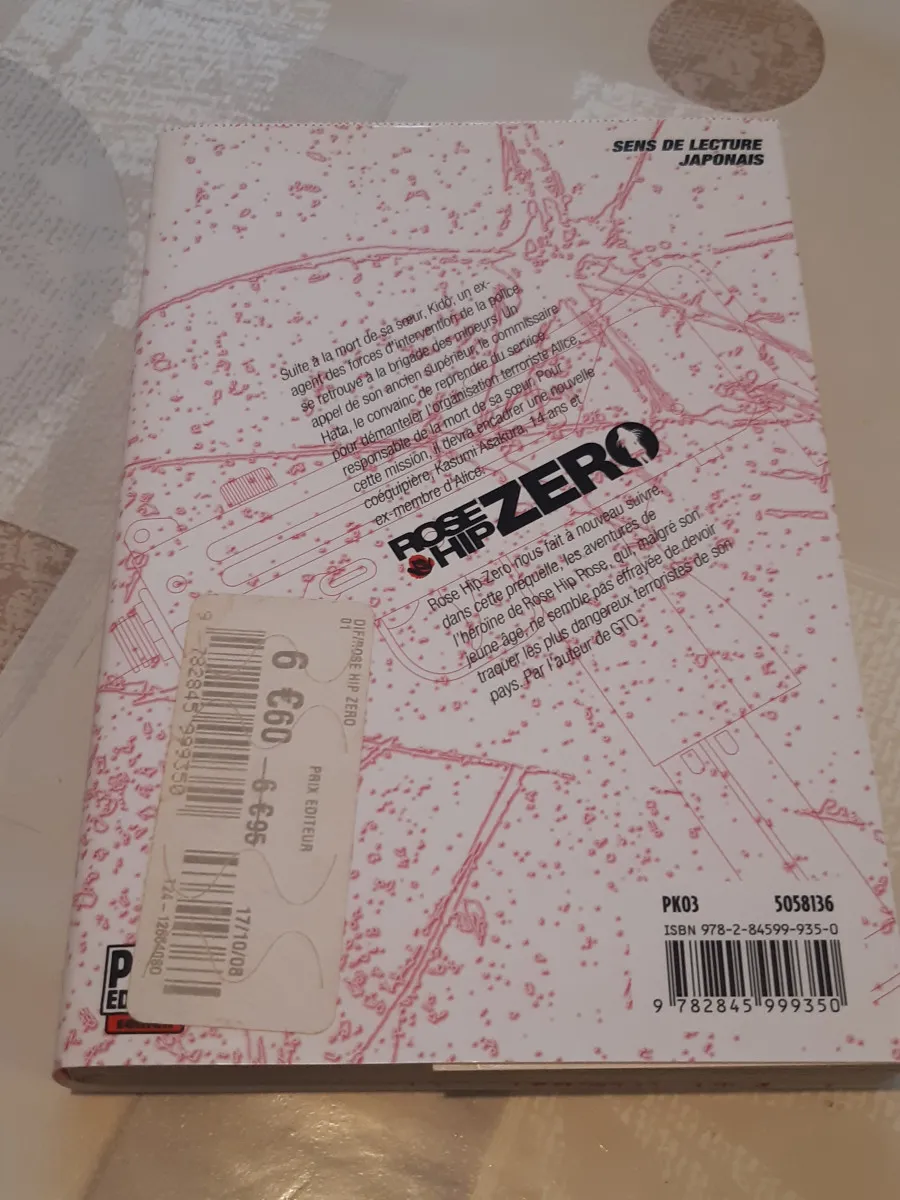 SENS DE LECTURE
JAPONAIS
Suite à la mort de sa sœur, Kido, un ex-
agent des forces d'intervention de la police,
se retrouve à la brigade des mineurs. Un
appel de son ancien supérieur, le commissaire
Hata, le convainc de reprendre du service
pour démanteler l'organisation terroriste Alice,
responsable de la mort de sa sœur. Pour
cette mission, il devra encadrer une nouvelle
coéquipière, Kasumi Asakura, 14 ans et
ex-membre d'Alice.
ROSE
HIP ZERO
Rose Hip Zero nous fait à nouveau suivre,
dans cette préquelle, les aventures de
l'héroïne de Rose Hip Rose, qui, malgré son
jeune âge, ne semble pas effrayée de devoir
traquer les plus dangereux terroristes de son
pays. Par l'auteur de GTO.
DIF/ROSE HIP ZERO
01
PRIX EDITEUR
6 €60 - 6 €95
9 782845 999350
17/10/08
724-12664080
PK03 5058136
ISBN 978-2-84599-935-0
9 782845 999350